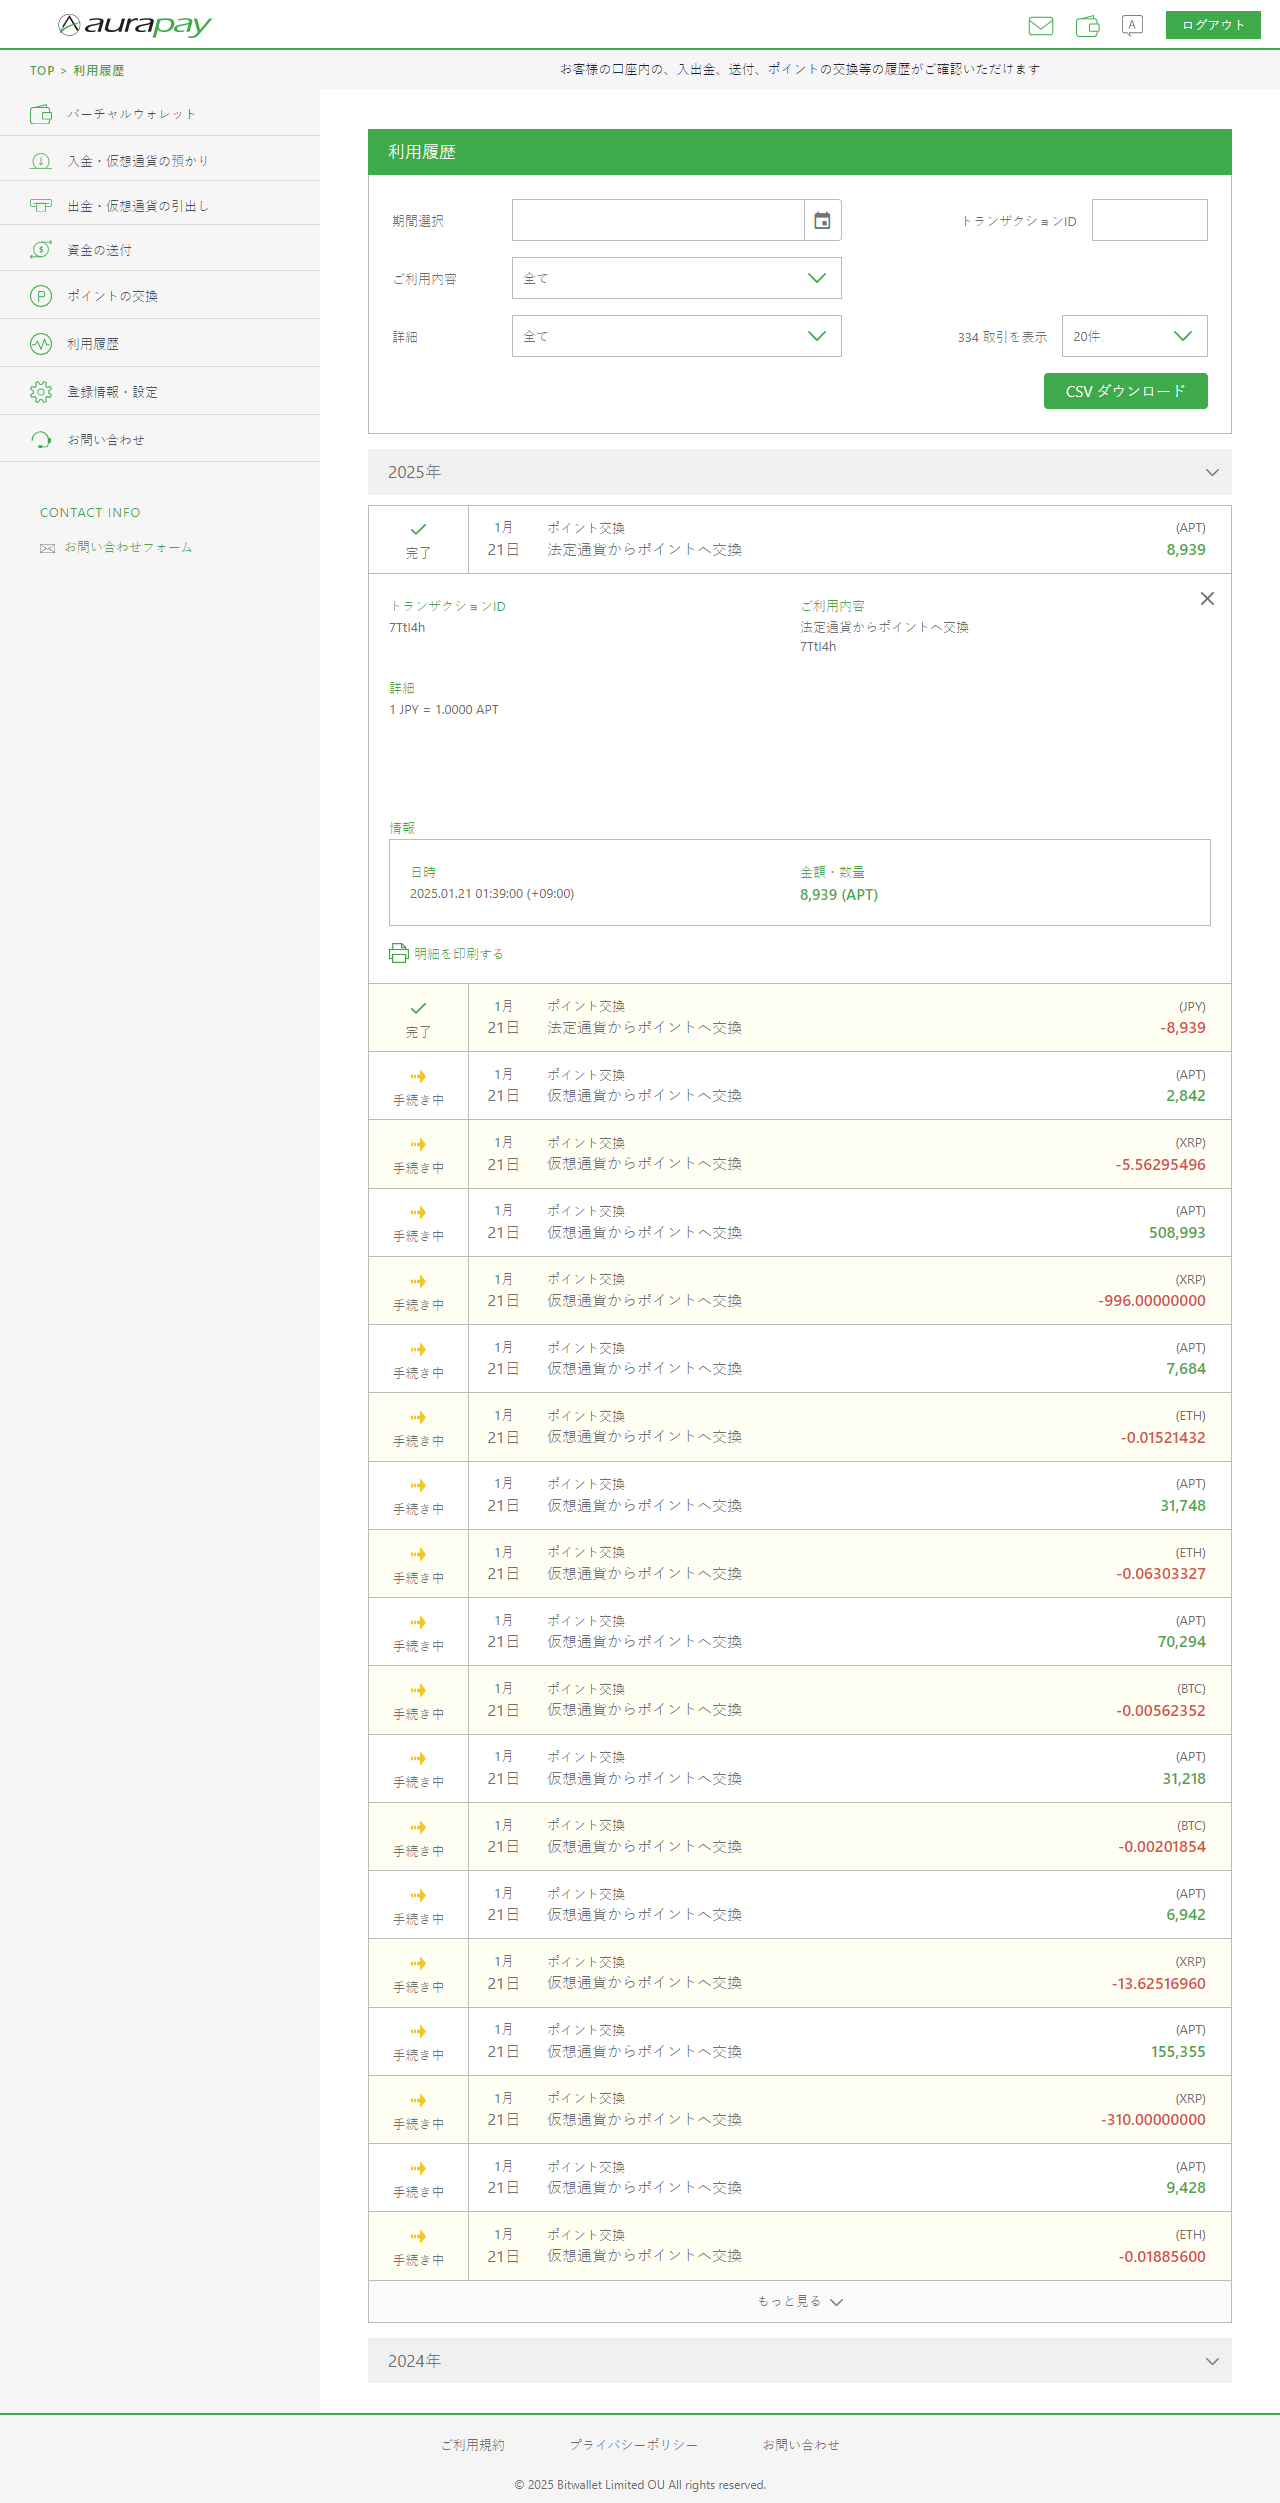 aurapay
A
ログアウト
TOP > 利用履歴
お客様の口座内の、入出金、送付、ポイントの交換等の履歴がご確認いただけます
バーチャルウォレット
入金・仮想通貨の預かり
出金・仮想通貨の引出し
資金の送付
ポイントの交換
利用履歴
登録情報・設定
お問い合わせ
CONTACT INFO
お問い合わせフォーム
利用履歴
期間選択
トランザクションID
ご利用内容
全て
詳細
全て
334 取引を表示
20件
CSV ダウンロード
2025年
完了
1月
21日
ポイント交換
法定通貨からポイントへ交換
(APT)
8,939
トランザクションID
7TtI4h
ご利用内容
法定通貨からポイントへ交換
7TtI4h
詳細
1 JPY = 1.0000 APT
情報
日時
2025.01.21 01:39:00 (+09:00)
金額・数量
8,939 (APT)
明細を印刷する
完了
1月
21日
ポイント交換
法定通貨からポイントへ交換
(JPY)
-8,939
手続き中
1月
21日
ポイント交換
仮想通貨からポイントへ交換
(APT)
2,842
手続き中
1月
21日
ポイント交換
仮想通貨からポイントへ交換
(XRP)
-5.56295496
手続き中
1月
21日
ポイント交換
仮想通貨からポイントへ交換
(APT)
508,993
手続き中
1月
21日
ポイント交換
仮想通貨からポイントへ交換
(XRP)
-996.00000000
手続き中
1月
21日
ポイント交換
仮想通貨からポイントへ交換
(APT)
7,684
手続き中
1月
21日
ポイント交換
仮想通貨からポイントへ交換
(ETH)
-0.01521432
手続き中
1月
21日
ポイント交換
仮想通貨からポイントへ交換
(APT)
31,748
手続き中
1月
21日
ポイント交換
仮想通貨からポイントへ交換
(ETH)
-0.06303327
手続き中
1月
21日
ポイント交換
仮想通貨からポイントへ交換
(APT)
70,294
手続き中
1月
21日
ポイント交換
仮想通貨からポイントへ交換
(BTC)
-0.00562352
手続き中
1月
21日
ポイント交換
仮想通貨からポイントへ交換
(APT)
31,218
手続き中
1月
21日
ポイント交換
仮想通貨からポイントへ交換
(BTC)
-0.00201854
手続き中
1月
21日
ポイント交換
仮想通貨からポイントへ交換
(APT)
6,942
手続き中
1月
21日
ポイント交換
仮想通貨からポイントへ交換
(XRP)
-13.62516960
手続き中
1月
21日
ポイント交換
仮想通貨からポイントへ交換
(APT)
155,355
手続き中
1月
21日
ポイント交換
仮想通貨からポイントへ交換
(XRP)
-310.00000000
手続き中
1月
21日
ポイント交換
仮想通貨からポイントへ交換
(APT)
9,428
手続き中
1月
21日
ポイント交換
仮想通貨からポイントへ交換
(ETH)
-0.01885600
もっと見る
2024年
ご利用規約
プライバシーポリシー
お問い合わせ
© 2025 Bitwallet Limited OU All rights reserved.